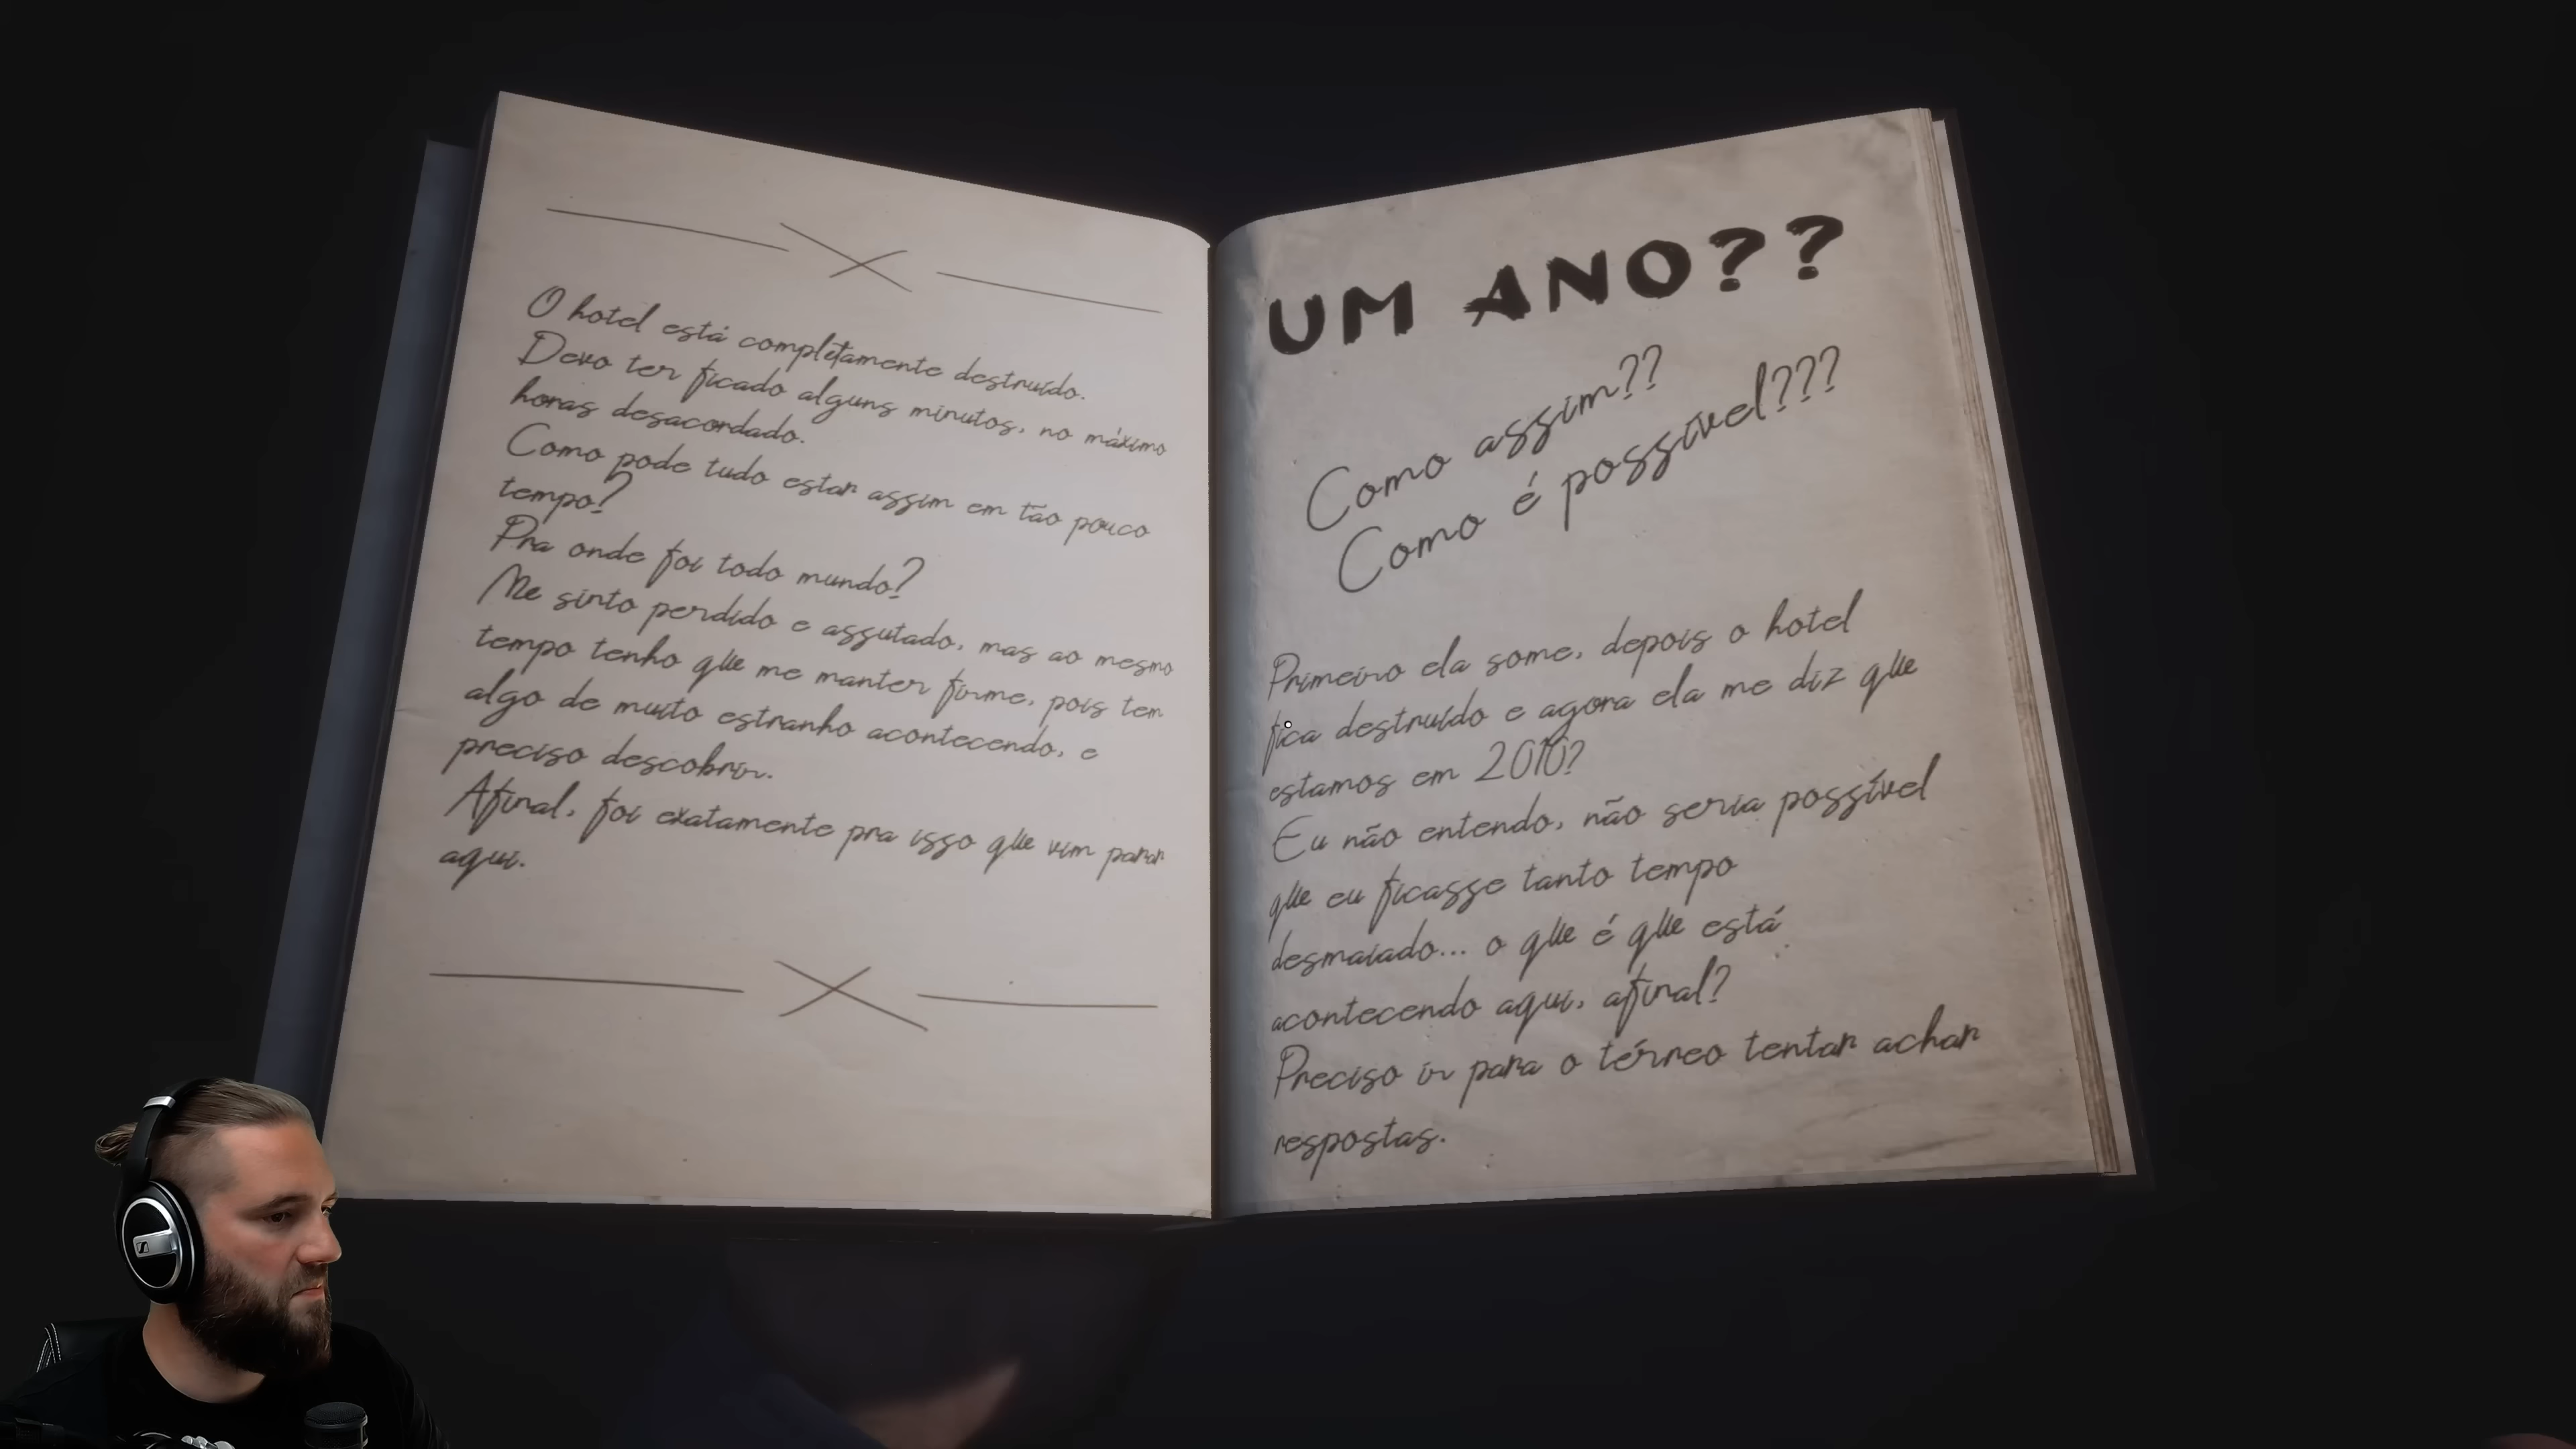 O hotel está completamente destruído.
Devo ter ficado alguns minutos, no máximo
horas desacordado.
Como pode tudo estar assim em tão pouco
tempo?
Pra onde foi todo mundo?
Me sinto perdido e assutado, mas ao mesmo
tempo tenho que me manter firme, pois tem
algo de muito estranho acontecendo, e
preciso descobrir.
Afinal, foi exatamente pra isso que vim parar
aqui.
UM ANO??
Como assim??
Como é possível???
Primeiro ela some, depois o hotel
fica destruído e agora ela me diz que
estamos em 2010?
Eu não entendo, não seria possível
que eu ficasse tanto tempo
desmaiado... o que é que está
acontecendo aqui, afinal?
Preciso ir para o térreo tentar achar
respostas.